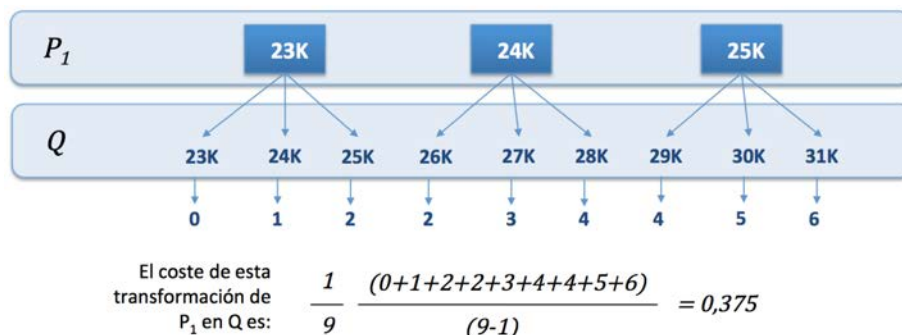 P1
23K 24K 25K
Q
23K 24K 25K 26K 27K 28K 29K 30K 31K
0 1 2 2 3 4 4 5 6
El coste de esta
transformación de
P1 en Q es:
1 (0+1+2+2+3+4+4+5+6)
= 0,375
9 (9-1)